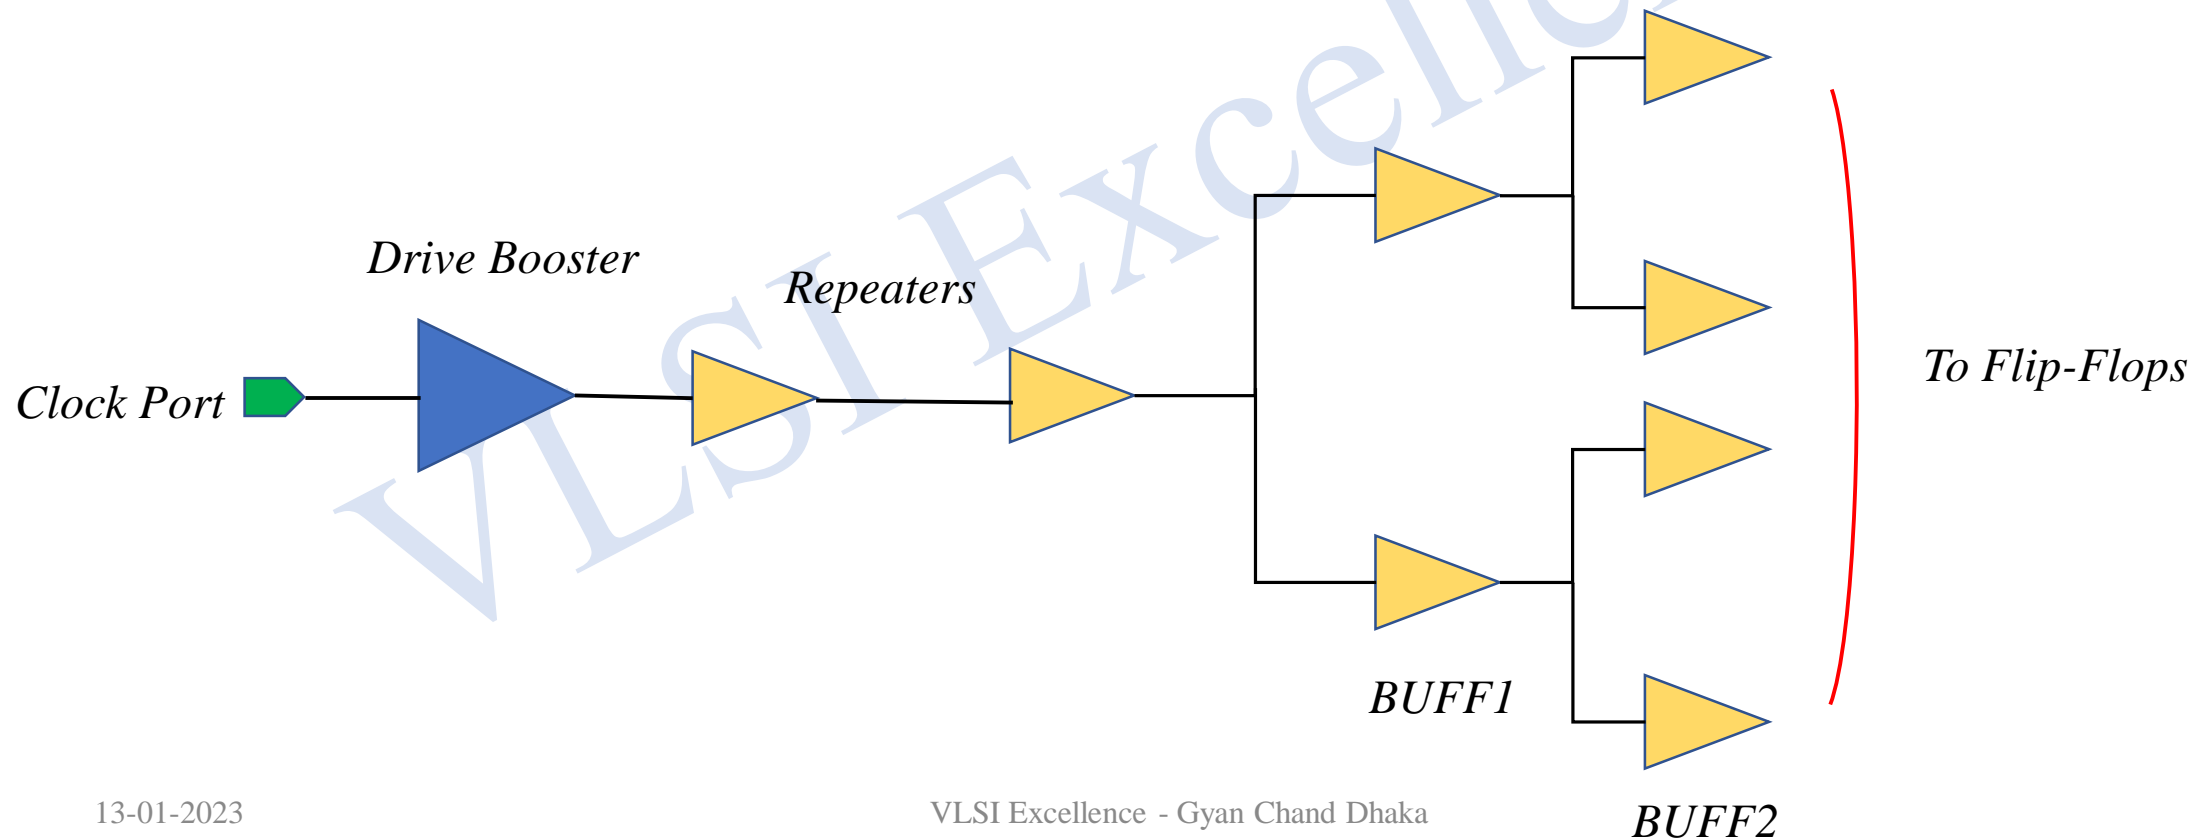 VLSI Excelle
Drive Booster
Repeaters
Clock Port
To Flip-Flops
BUFF1
BUFF2
13-01-2023
VLSI Excellence - Gyan Chand Dhaka